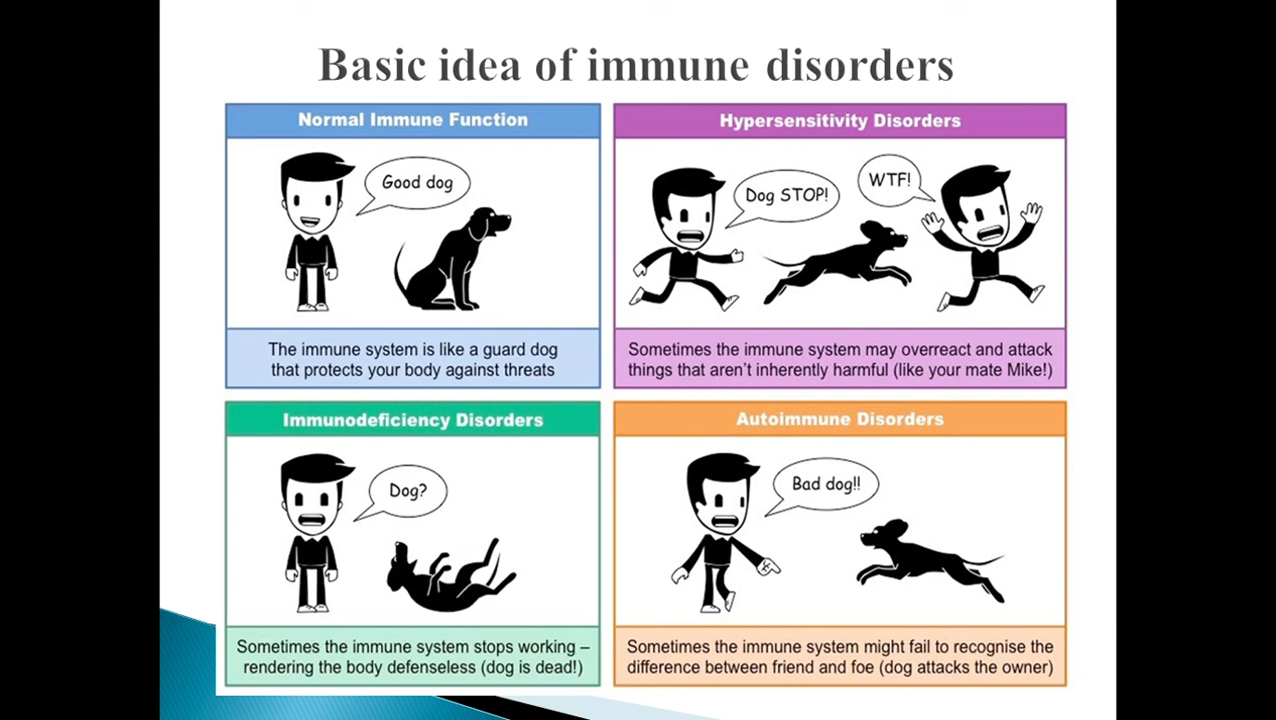 Basic idea of immune disorders
Normal Immune Function
Good dog
The immune system is like a guard dog
that protects your body against threats
Hypersensitivity Disorders
Dog STOP!
WTF!
Sometimes the immune system may overreact and attack
things that aren't inherently harmful (like your mate Mike!)
Immunodeficiency Disorders
Dog?
Sometimes the immune system stops working –
rendering the body defenseless (dog is dead!)
Autoimmune Disorders
Bad dog!!
Sometimes the immune system might fail to recognise the
difference between friend and foe (dog attacks the owner)